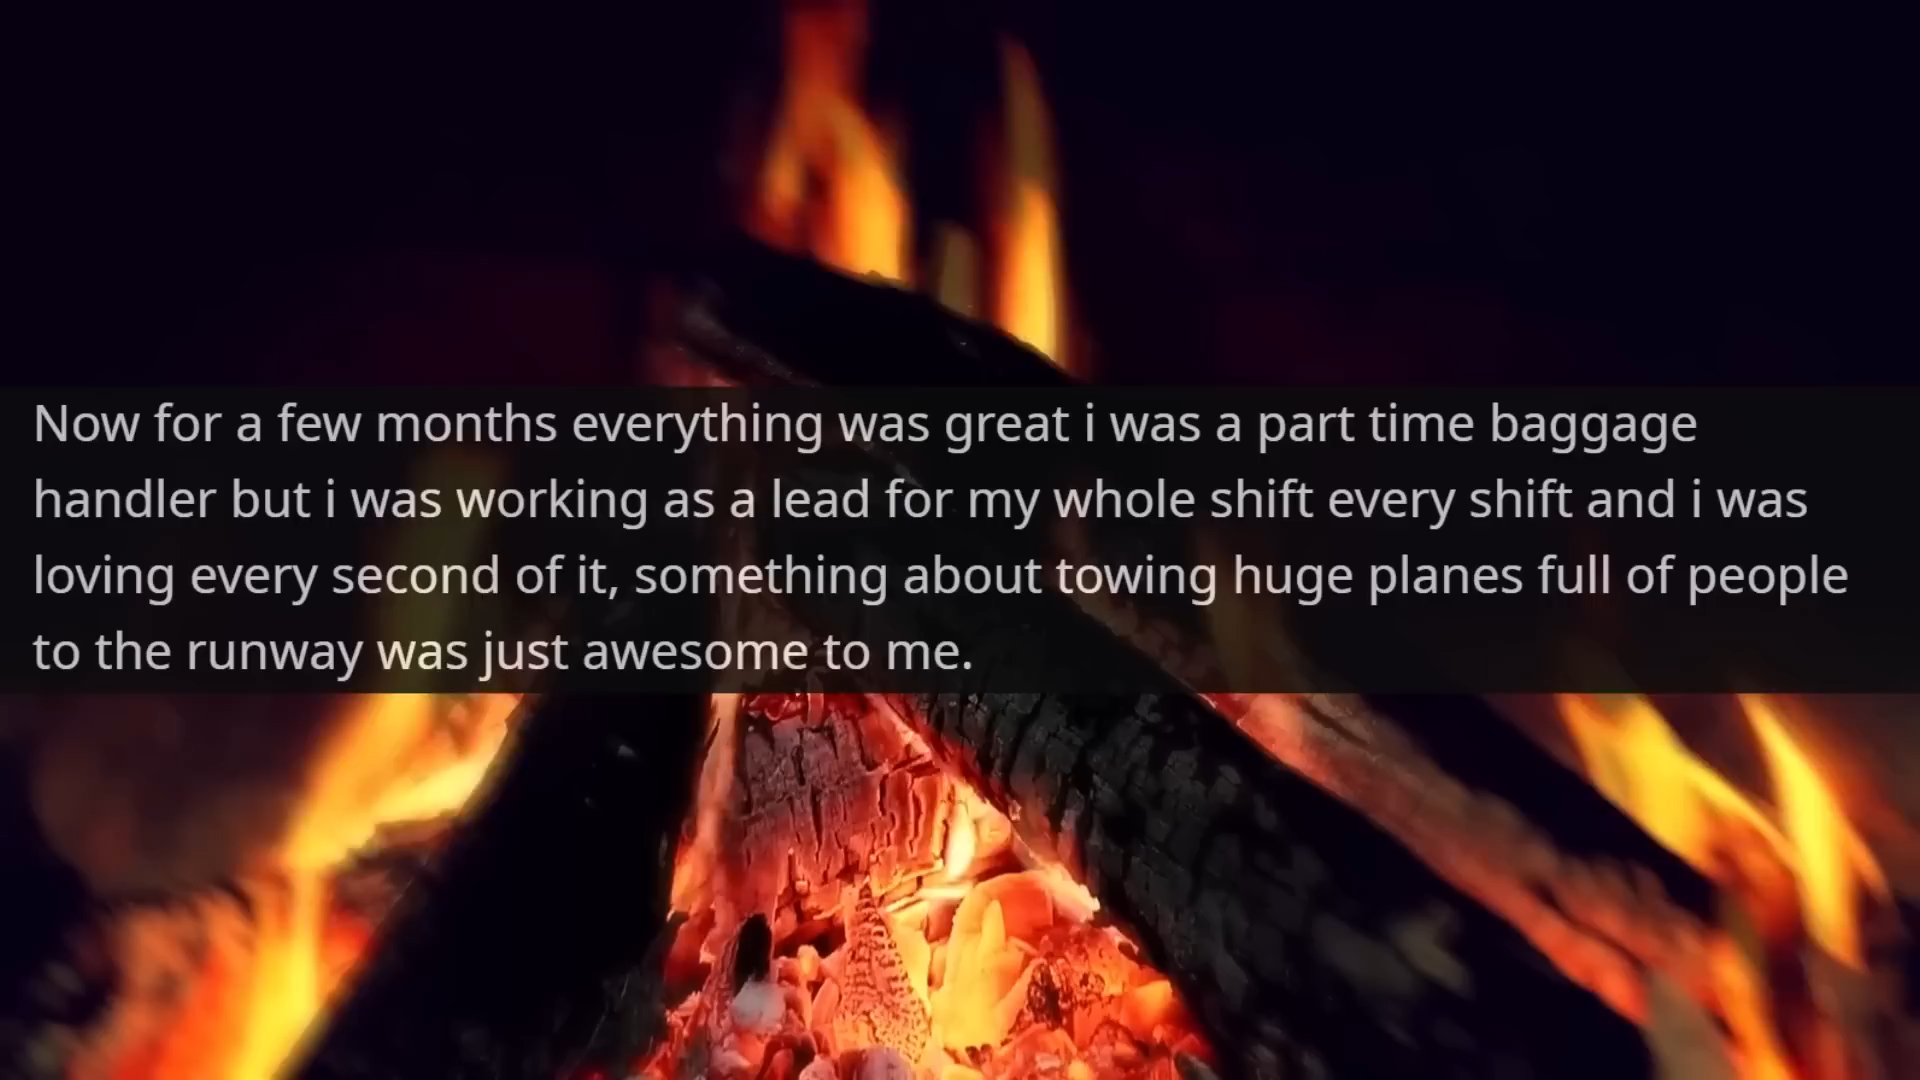 Now for a few months everything was great i was a part time baggage
handler but i was working as a lead for my whole shift every shift and i was
loving every second of it, something about towing huge planes full of people
to the runway was just awesome to me.